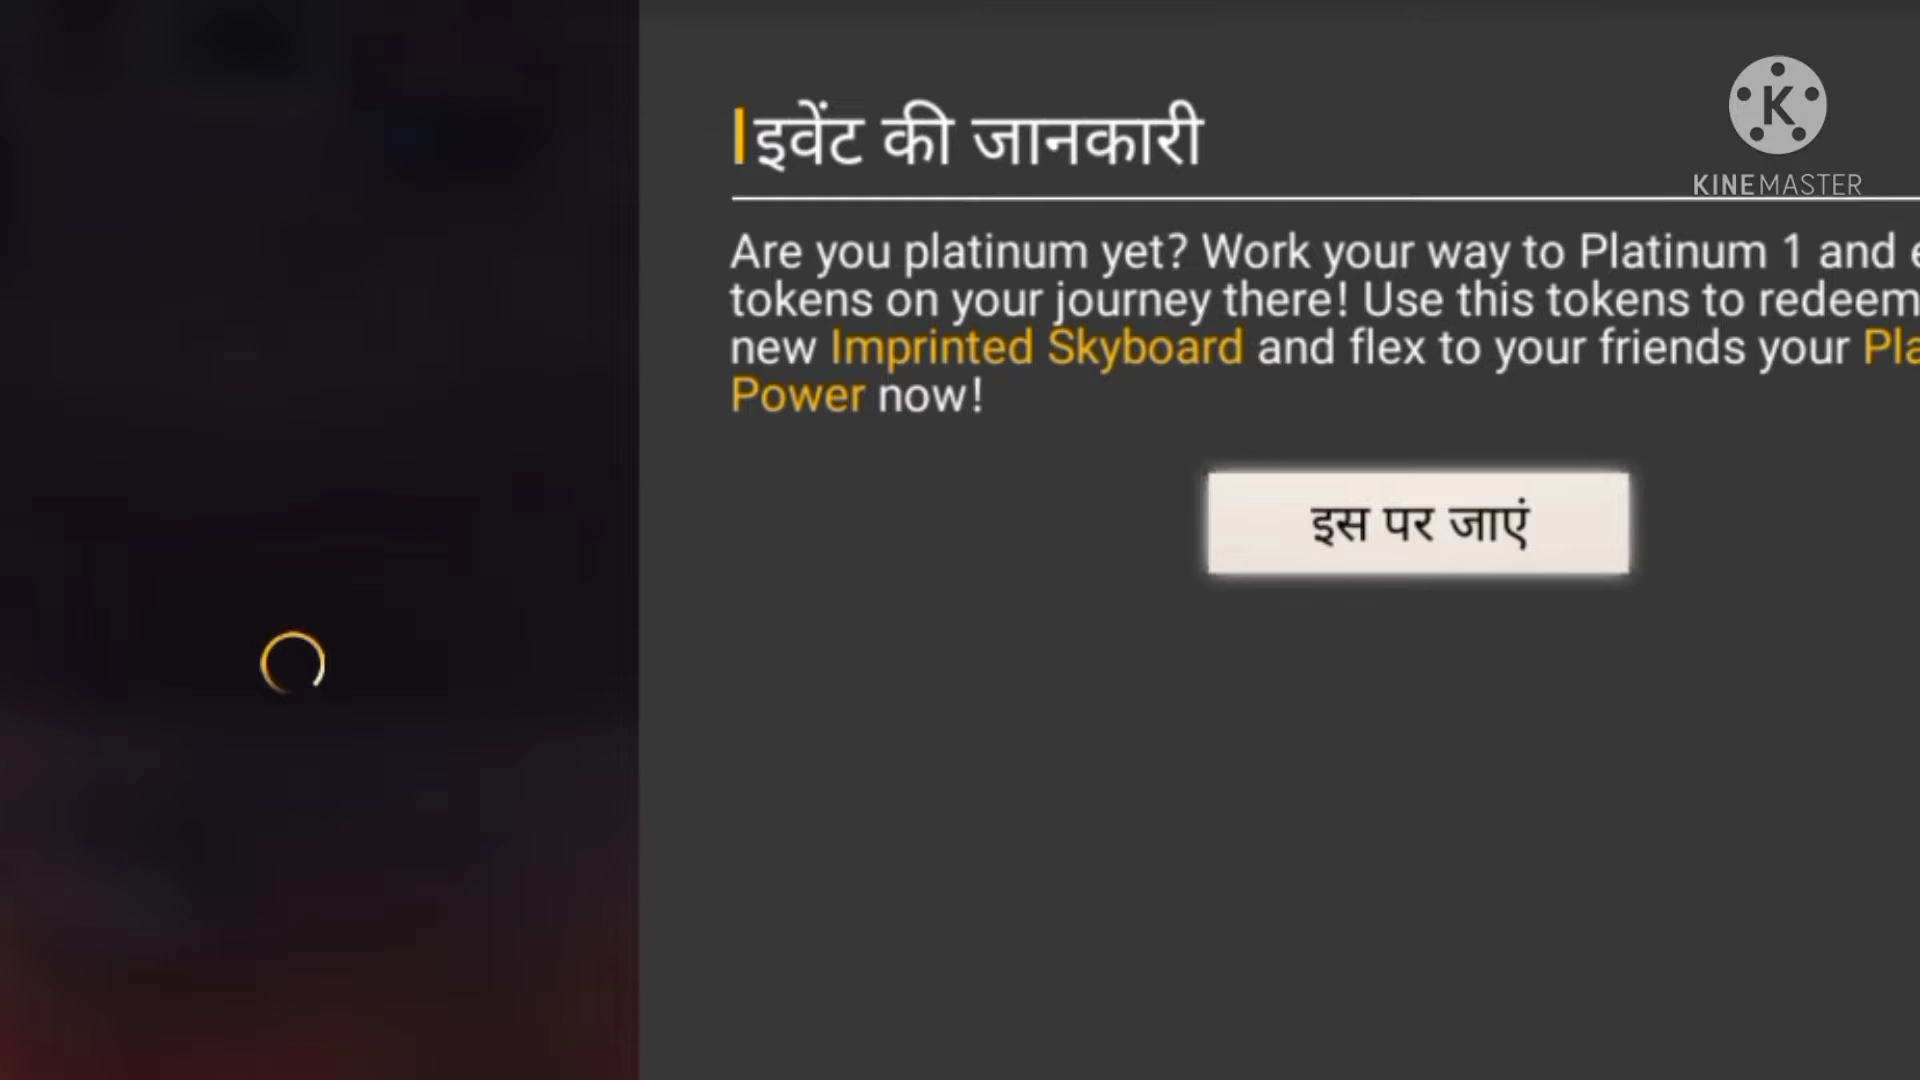 इवेंट की जानकारी
K
KINEMASTER
Are you platinum yet? Work your way to Platinum 1 and
tokens on your journey there! Use this tokens to redeem
new Imprinted Skyboard and flex to your friends your
Power now!
इस पर जाएं